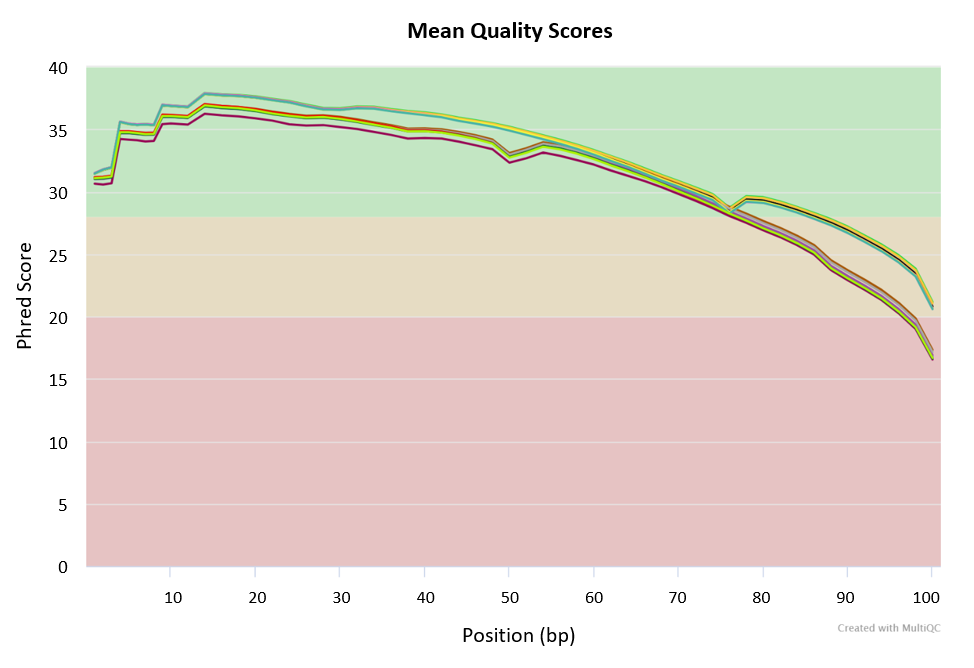 Mean Quality Scores
40
35
30
25
20
15
10
5
0
Phred Score
10 20 30 40 50 60 70 80 90 100
Position (bp)
Created with MultiQC